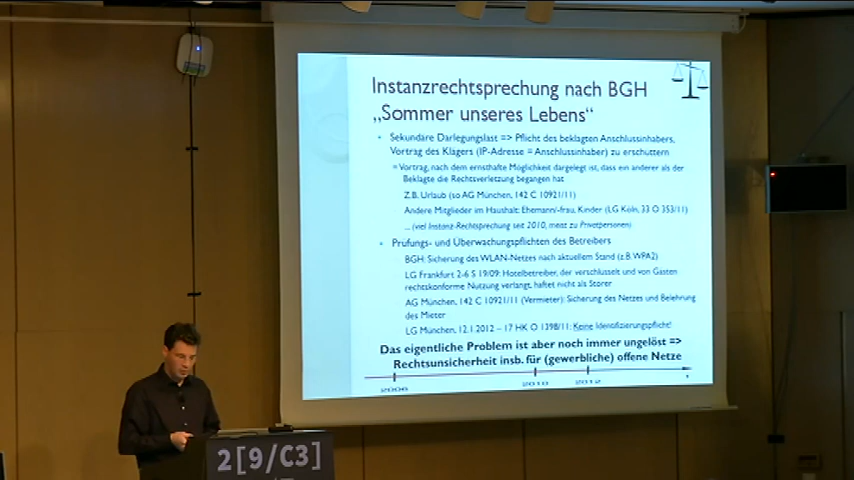 Instanzrechtsprechung nach BGH
„Sommer unseres Lebens“
Sekundäre Darlegungslast => Pflicht des beklagten Anschlussinhabers,
Vortrag des Klägers (IP-Adresse = Anschlussinhaber) zu erschüttern
= Vortrag, nach dem ernsthafte Möglichkeit dargelegt ist, dass ein anderer als der
Beklagte die Rechtsverletzung begangen hat
Z.B. Urlaub (so AG München, 142 C 10921/11)
Andere Mitglieder im Haushalt: Ehemann/-frau, Kinder (LG Köln, 33 O 353/11)
... (viel Instanz-Rechtsprechung seit 2010, meist zu Privatpersonen)
Prüfungs- und Überwachungspflichten des Betreibers
BGH: Sicherung des WLAN-Netzes nach aktuellem Stand (z.B. WPA2)
LG Frankfurt 2-6 S 19/09: Hotelbetreiber, der verschlüsselt und von Gästen
rechtskonforme Nutzung verlangt, haftet nicht als Störer
AG München, 142 C 10921/11 (Vermieter): Sicherung des Netzes und Belehrung
des Mieter
LG München, 12.1.2012 – 17 HK O 1398/11: Keine Identifizierungspflicht!
Das eigentliche Problem ist aber noch immer ungelöst =>
Rechtsunsicherheit insb. für (gewerbliche) offene Netze
2006 2010 2012
2[9/C3]